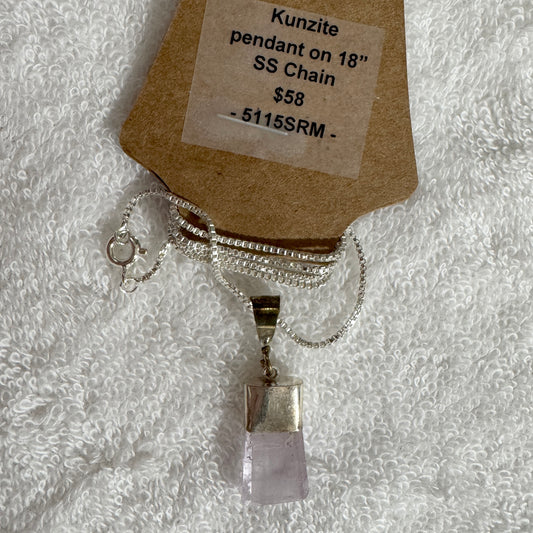 Kunzite
pendant on 18”
SS Chain
$58
- 5115SRM -